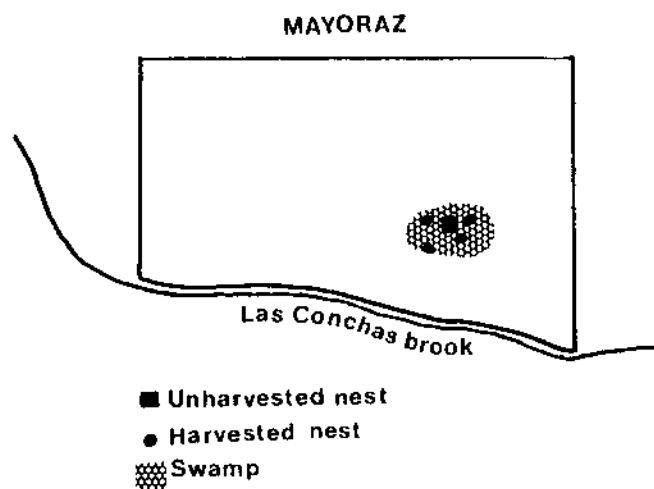 MAYORAZ
Las Conchas brook
Unharvested nest
Harvested nest
Swamp